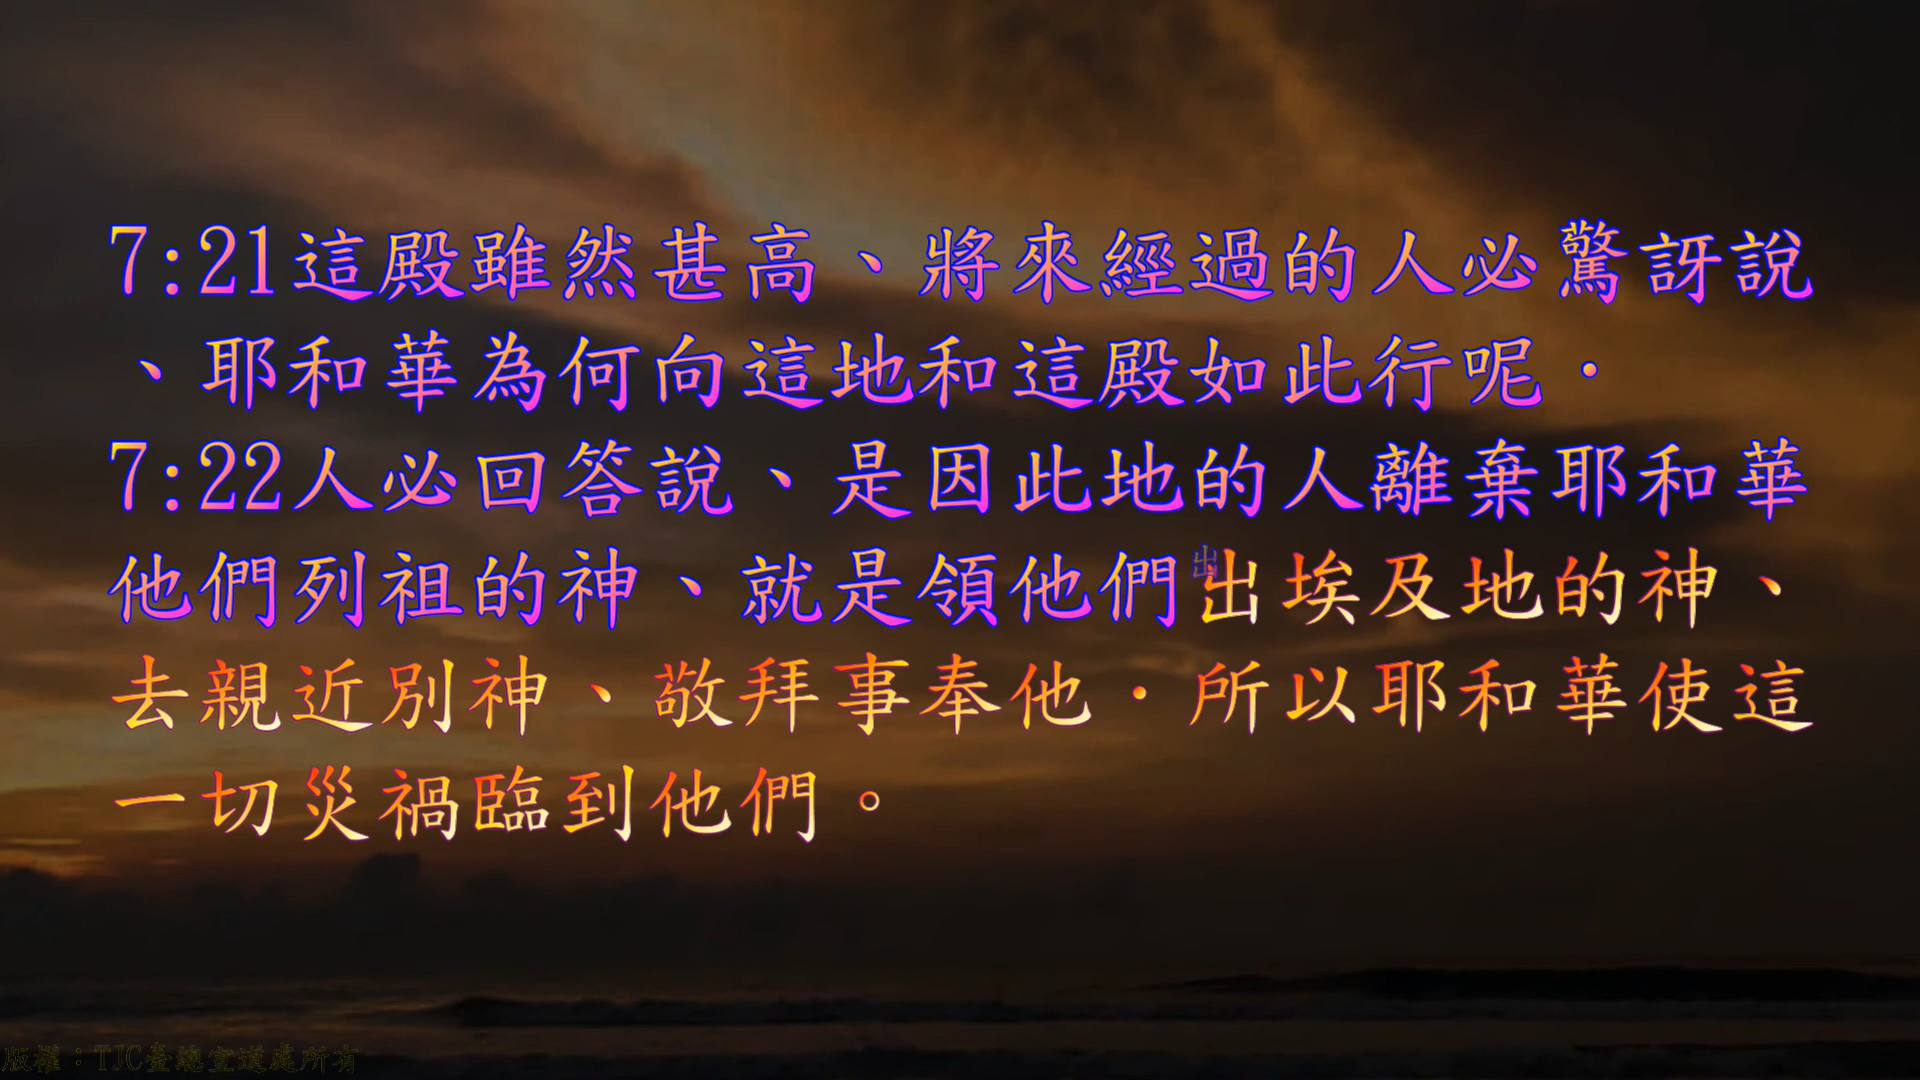 7:21這殿雖然甚高、將來經過的人必驚訝說
、耶和華為何向這地和這殿如此行呢．
7:22人必回答說、是因此地的人離棄耶和華
他們列祖的神、就是領他們出埃及地的神、
去親近別神、敬拜事奉他．所以耶和華使這
一切災禍臨到他們。
版權：TJC臺總宣道處所有